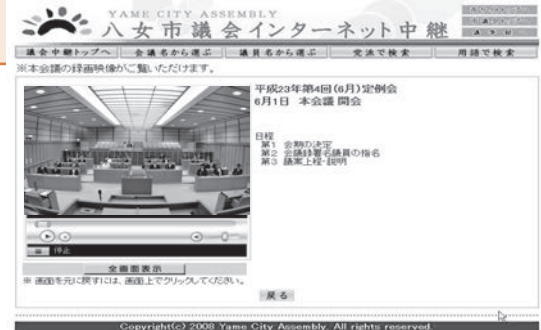 YAME CITY ASSEMBLY
八女市議会インターネット中継
議会中継トップへ 会議名から選ぶ 議員名から選ぶ 会派で検索 用語で検索
※本会議の録画映像がご覧いただけます。
平成23年第4回(6月)定例会
6月1日 本会議 開会
日程
第1 会期の決定
第2 会議録署名議員の指名
第3 議案上程・説明
停止
全画面表示
※ 画面を元に戻すには、画面上でクリックしてください。
戻る
Copyright(c) 2008 Yame City Assembly. All rights reserved.